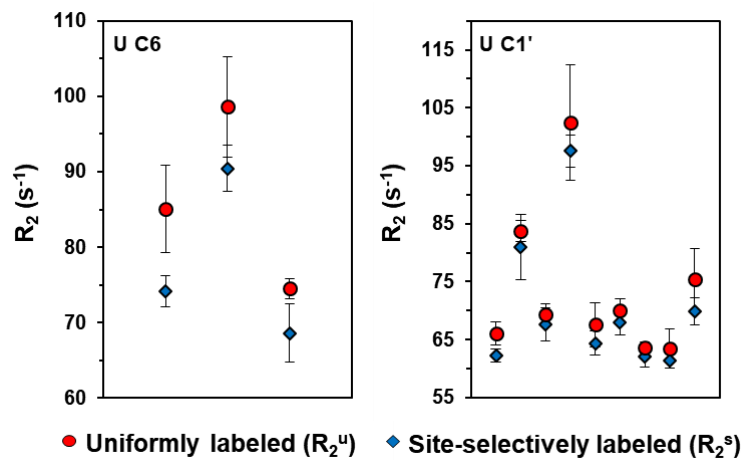 U C6
110
100
90
80
70
60
R₂ (s⁻¹)
U C1'
115
105
95
85
75
65
55
R₂ (s⁻¹)
Uniformly labeled (R₂ᵘ)
Site-selectively labeled (R₂ˢ)